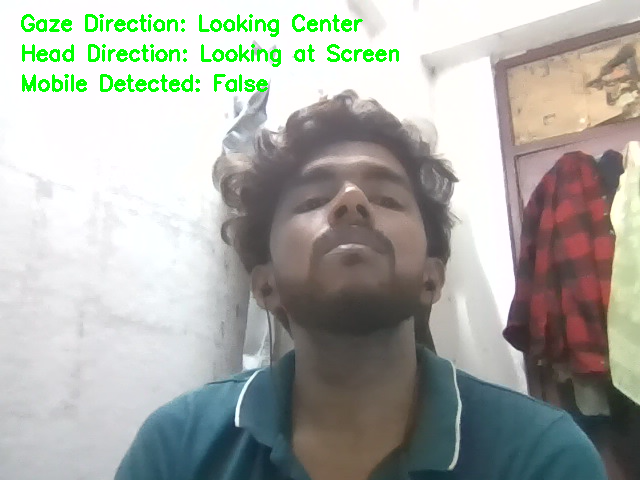 Gaze Direction: Looking Center
Head Direction: Looking at Screen
Mobile Detected: False